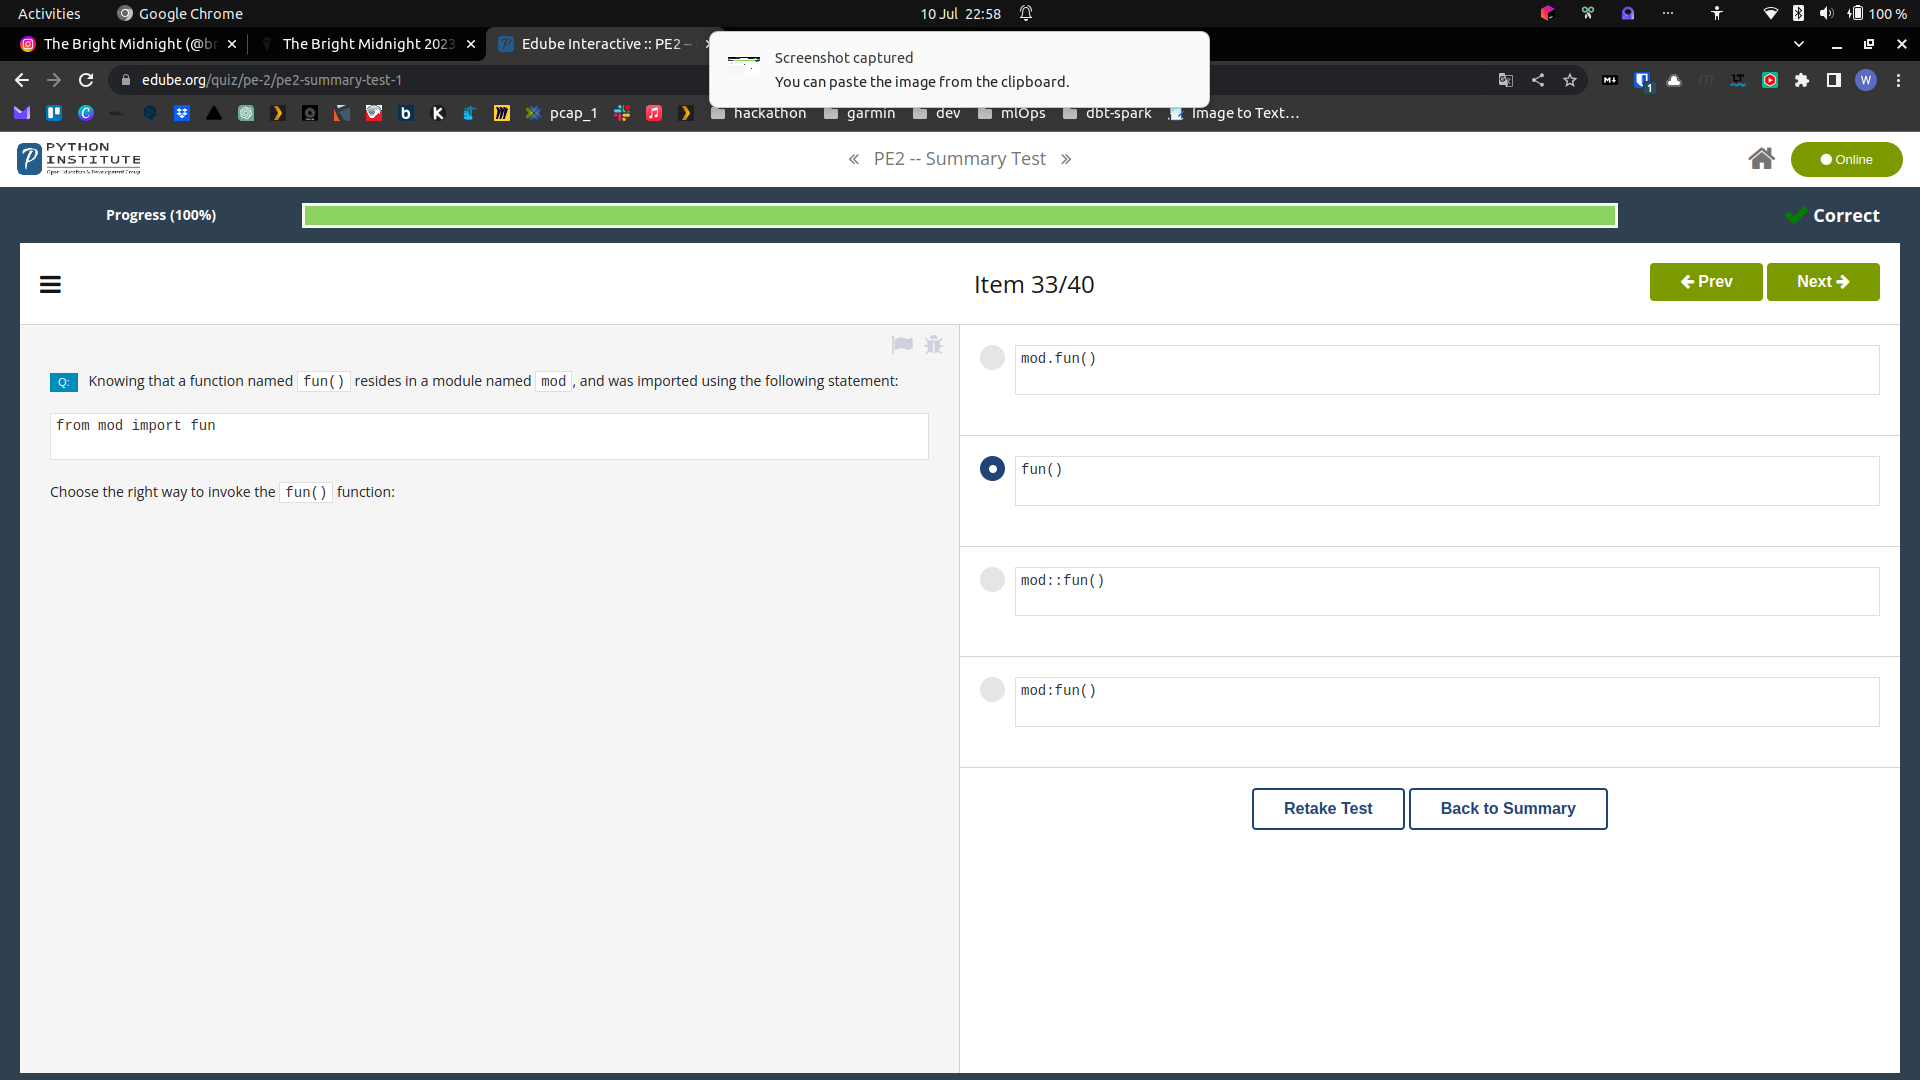 Activities
Google Chrome
10 Jul 22:58
100 %
The Bright Midnight (@br
The Bright Midnight 2023
Edube Interactive :: PE2 –
Screenshot captured
You can paste the image from the clipboard.
edube.org/quiz/pe-2/pe2-summary-test-1
pcap_1
hackathon
garmin
dev
mlOps
dbt-spark
Image to Text…
PYTHON
INSTITUTE
Open Education & Development Group
« PE2 -- Summary Test »
Online
Progress (100%)
Correct
Item 33/40
Prev
Next
Q: Knowing that a function named fun() resides in a module named mod, and was imported using the following statement:
from mod import fun
Choose the right way to invoke the fun() function:
mod.fun()
fun()
mod::fun()
mod:fun()
Retake Test
Back to Summary